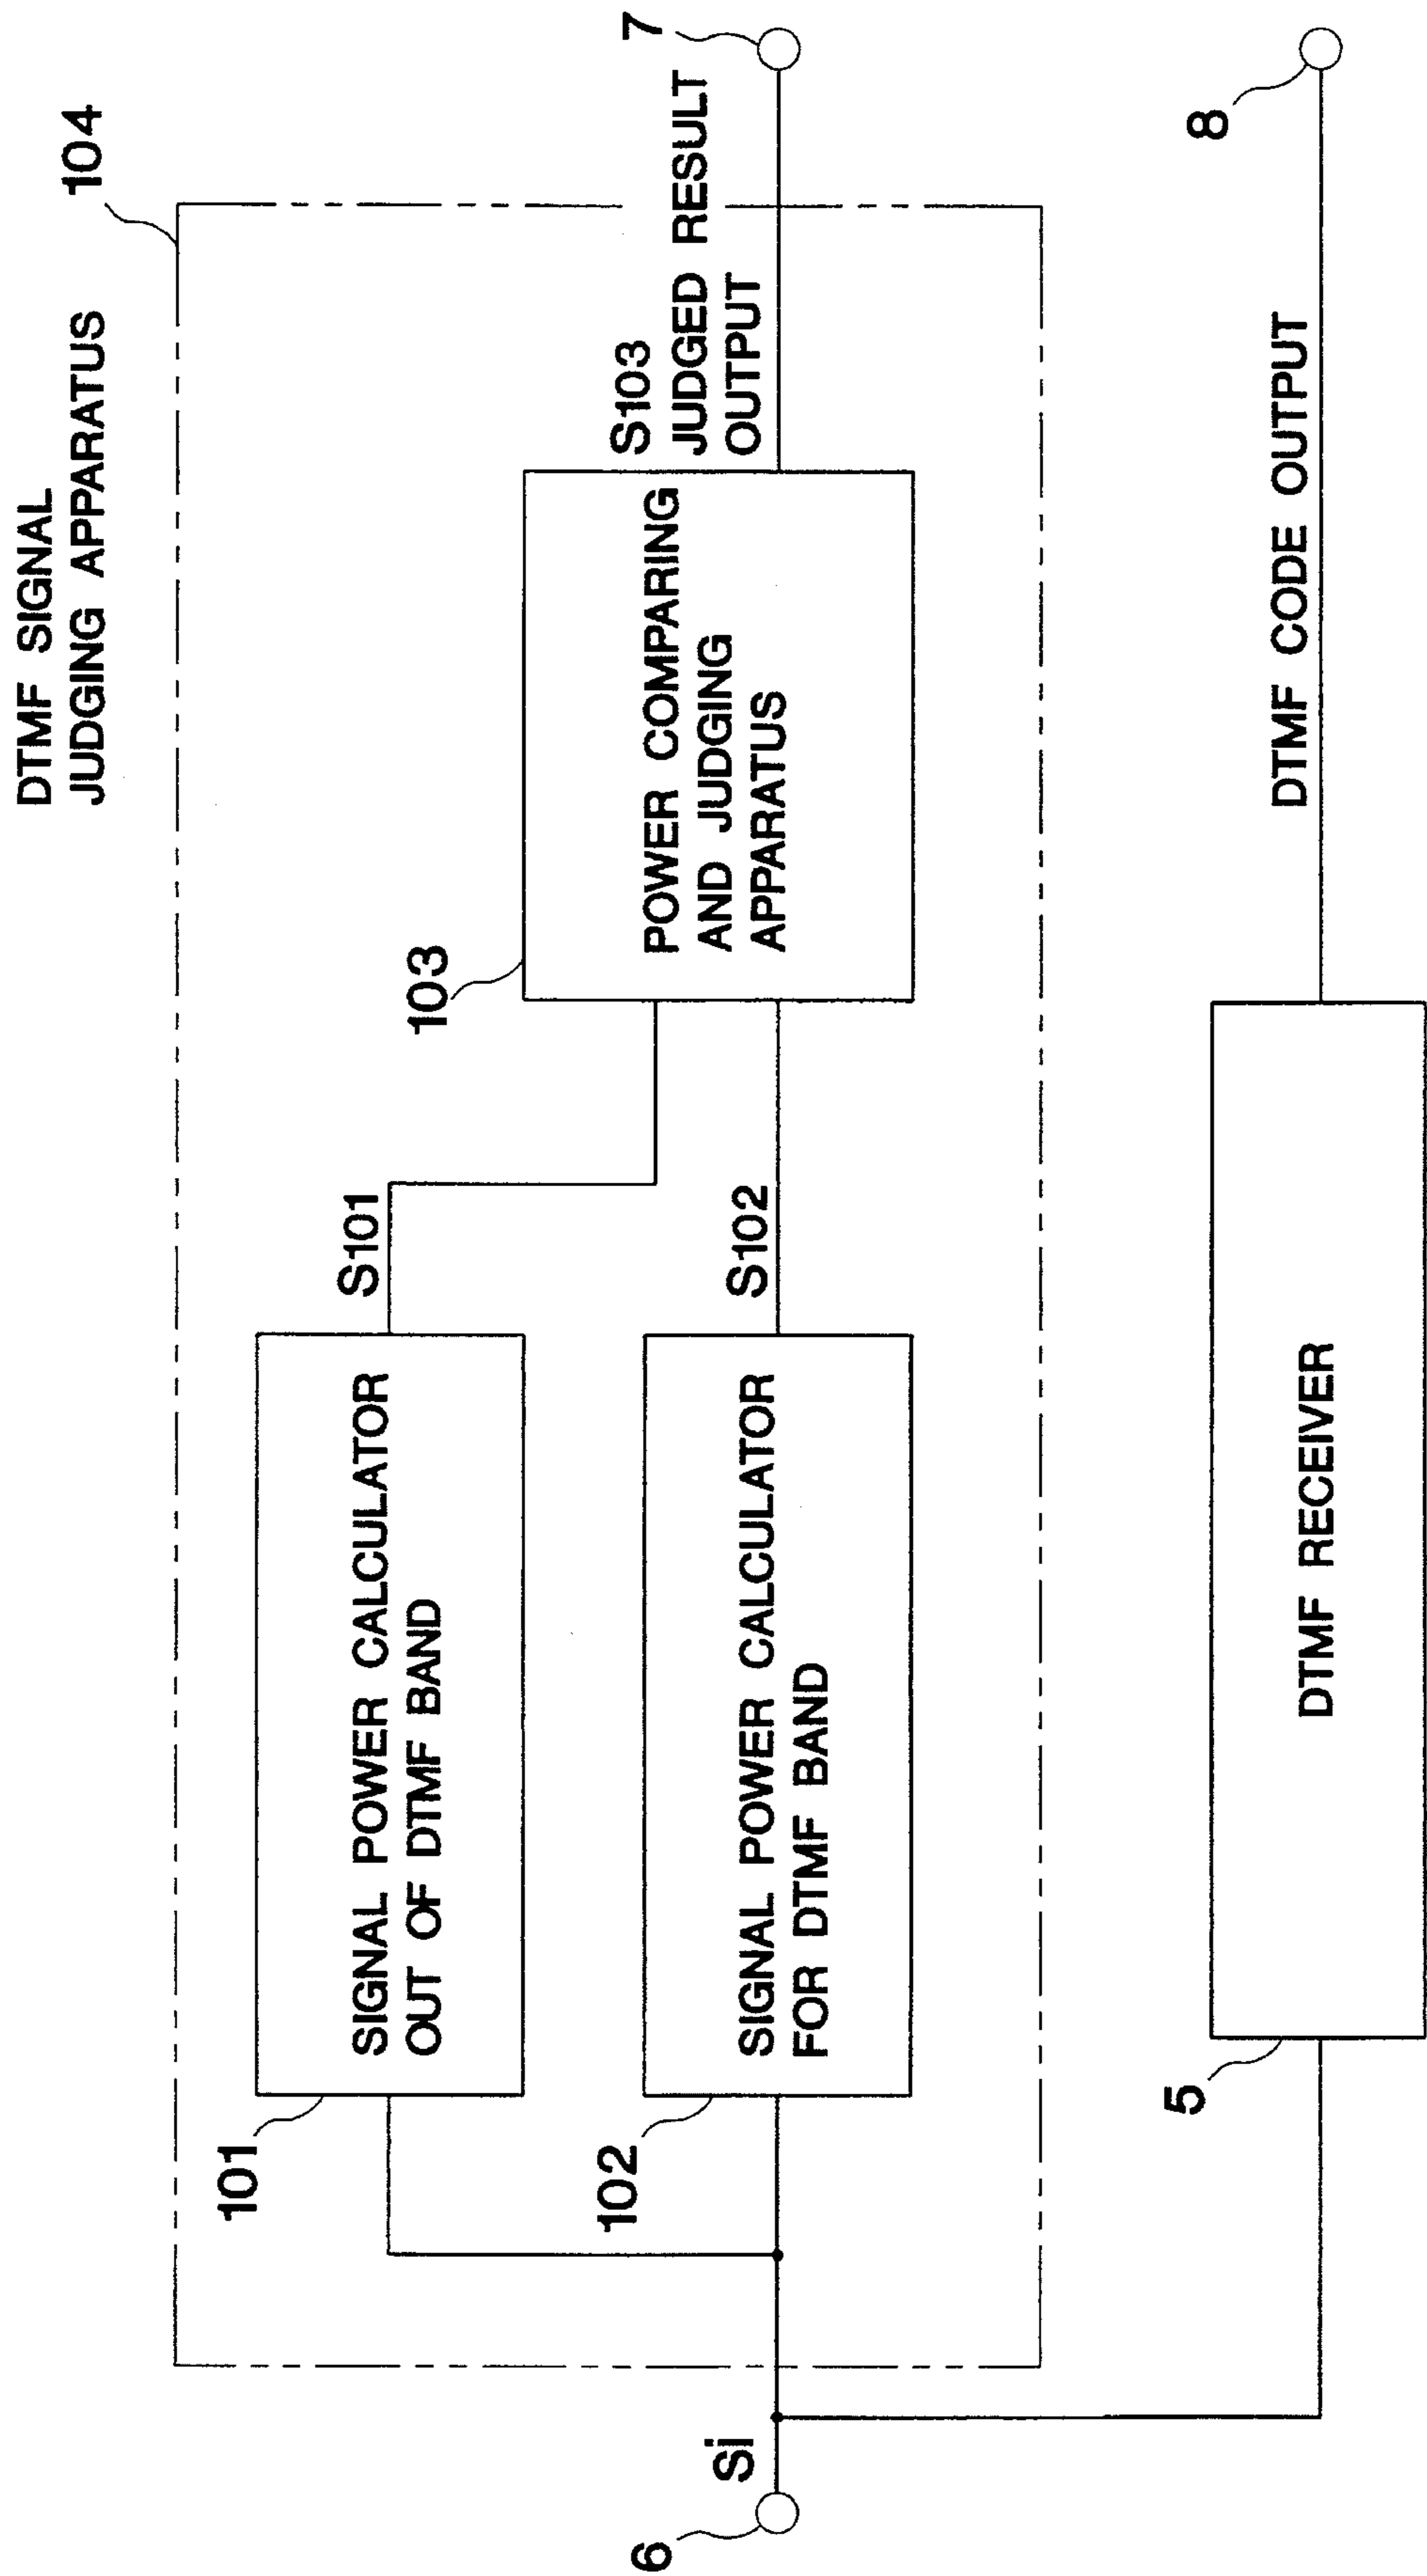 DTMF SIGNAL
JUDGING APPARATUS
104
101
SIGNAL POWER CALCULATOR
OUT OF DTMF BAND
S101
103
POWER COMPARING
AND JUDGING
APPARATUS
S103
JUDGED RESULT
OUTPUT
7
102
SIGNAL POWER CALCULATOR
FOR DTMF BAND
S102
6
Si
5
DTMF RECEIVER
DTMF CODE OUTPUT
8